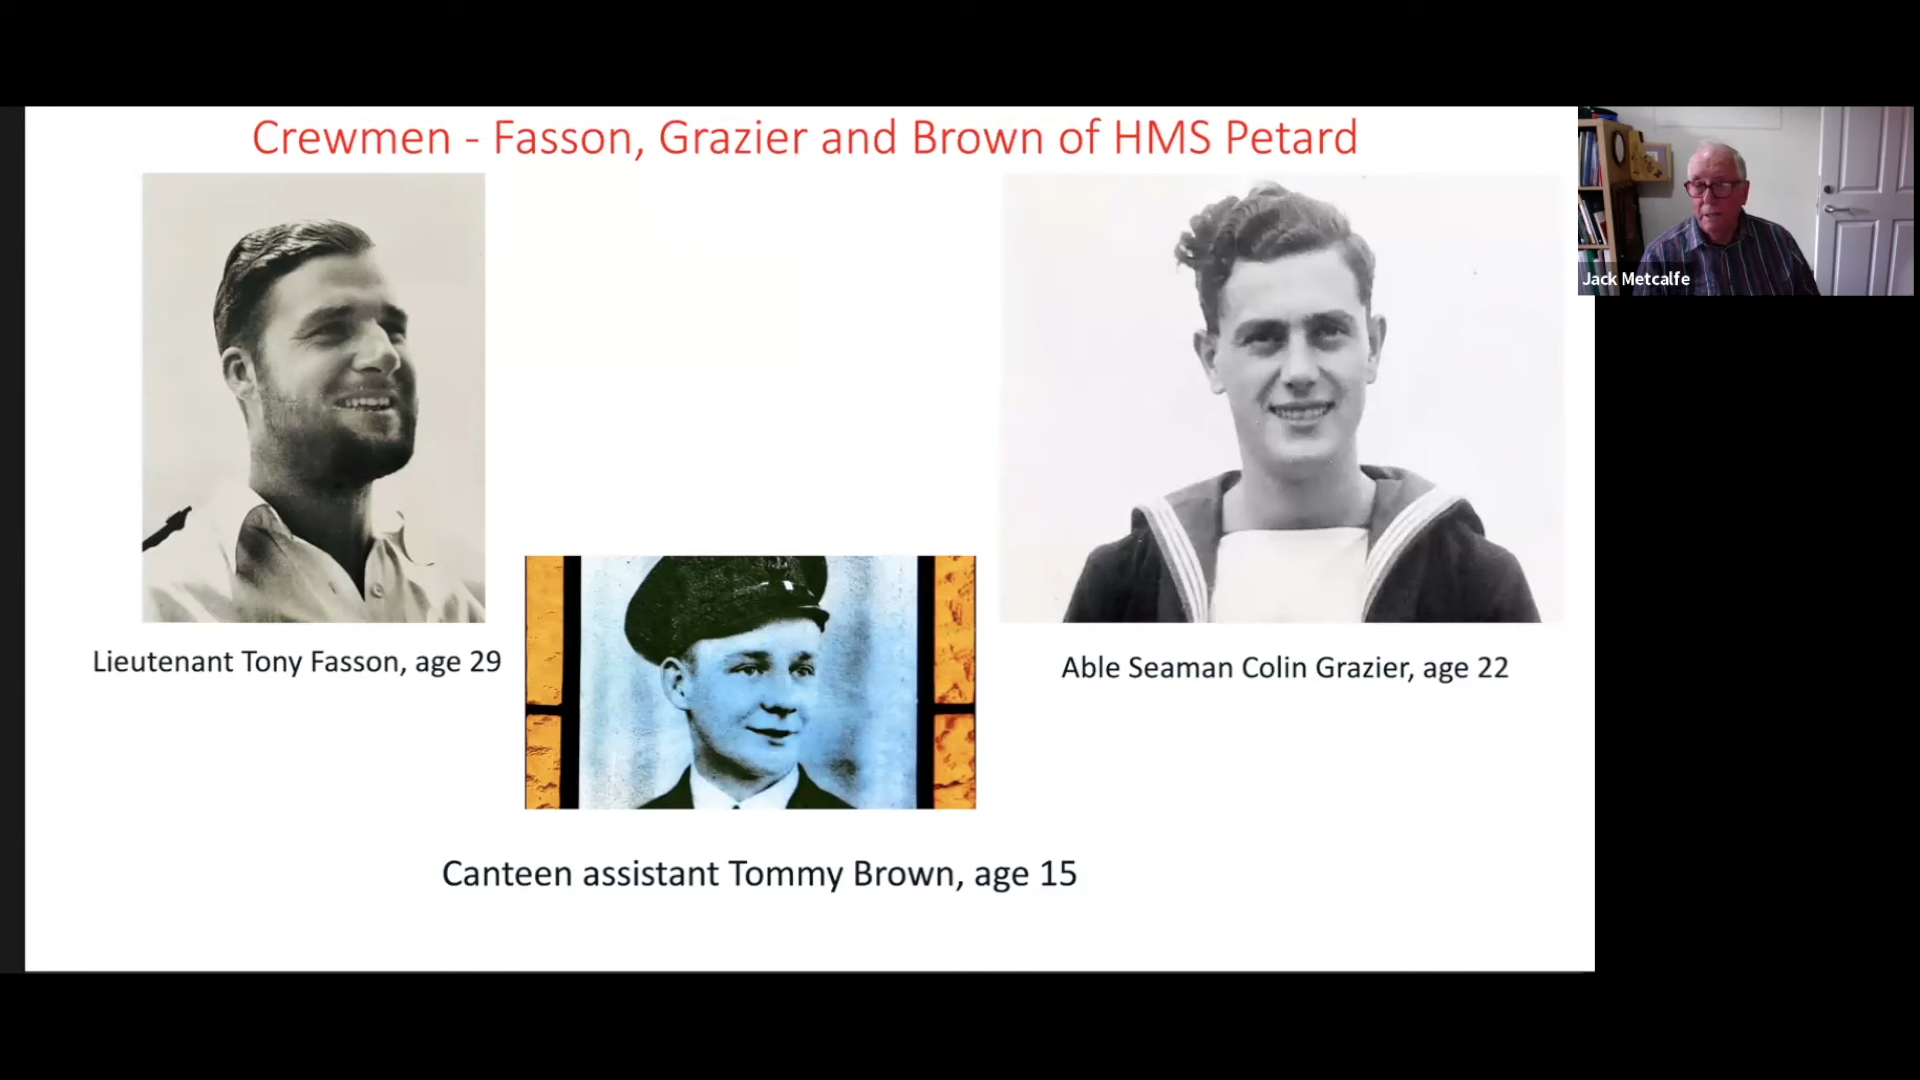 Crewmen - Fasson, Grazier and Brown of HMS Petard
Jack Metcalfe
Lieutenant Tony Fasson, age 29
Able Seaman Colin Grazier, age 22
Canteen assistant Tommy Brown, age 15